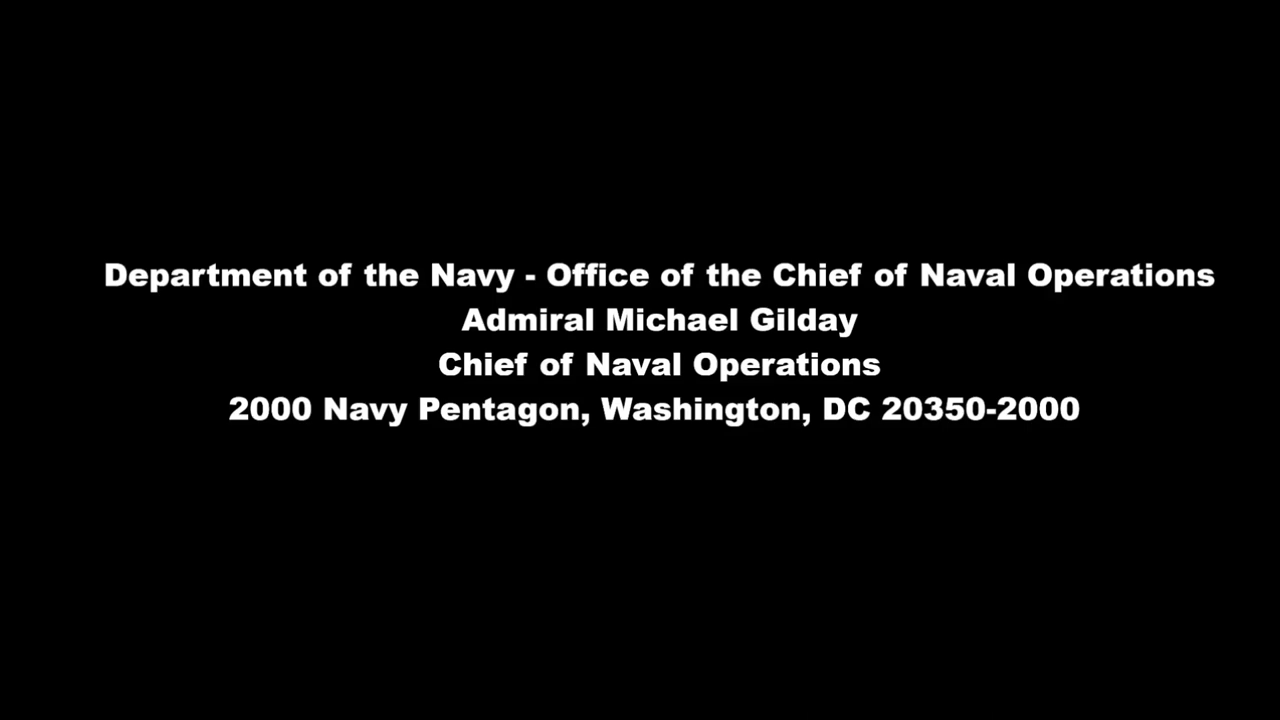 Department of the Navy - Office of the Chief of Naval Operations
Admiral Michael Gilday
Chief of Naval Operations
2000 Navy Pentagon, Washington, DC 20350-2000